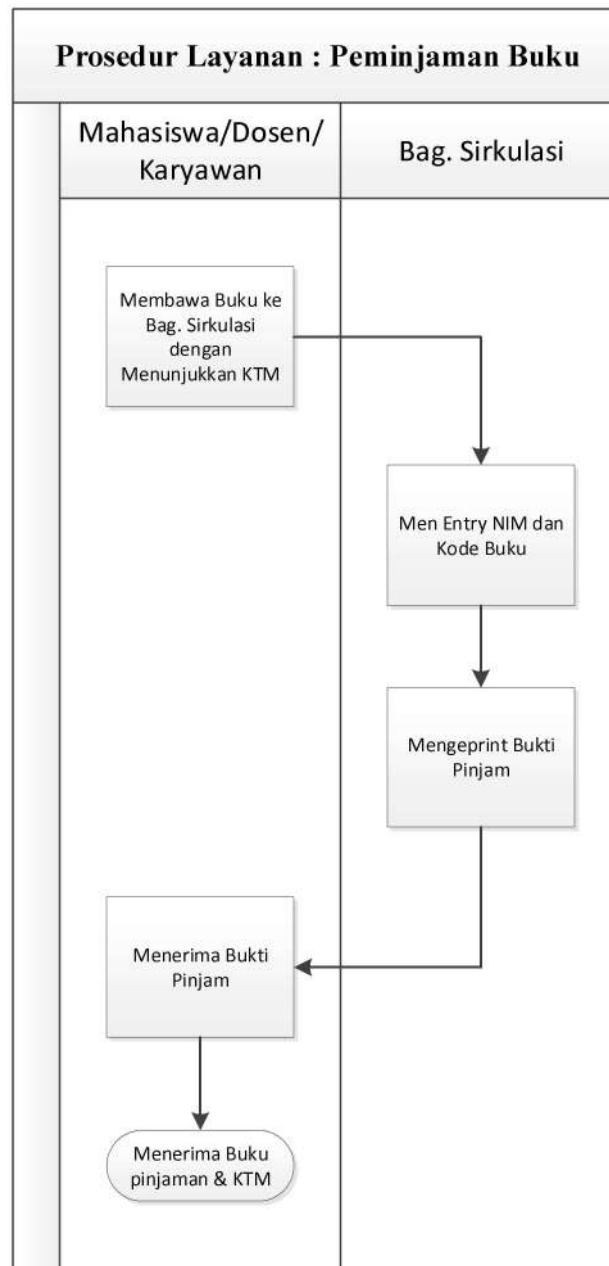 Prosedur Layanan : Peminjaman Buku
Mahasiswa/Dosen/
Karyawan
Bag. Sirkulasi
Membawa Buku ke
Bag. Sirkulasi
dengan
Menunjukkan KTM
Men Entry NIM dan
Kode Buku
Mengeprint Bukti
Pinjam
Menerima Bukti
Pinjam
Menerima Buku
pinjaman & KTM